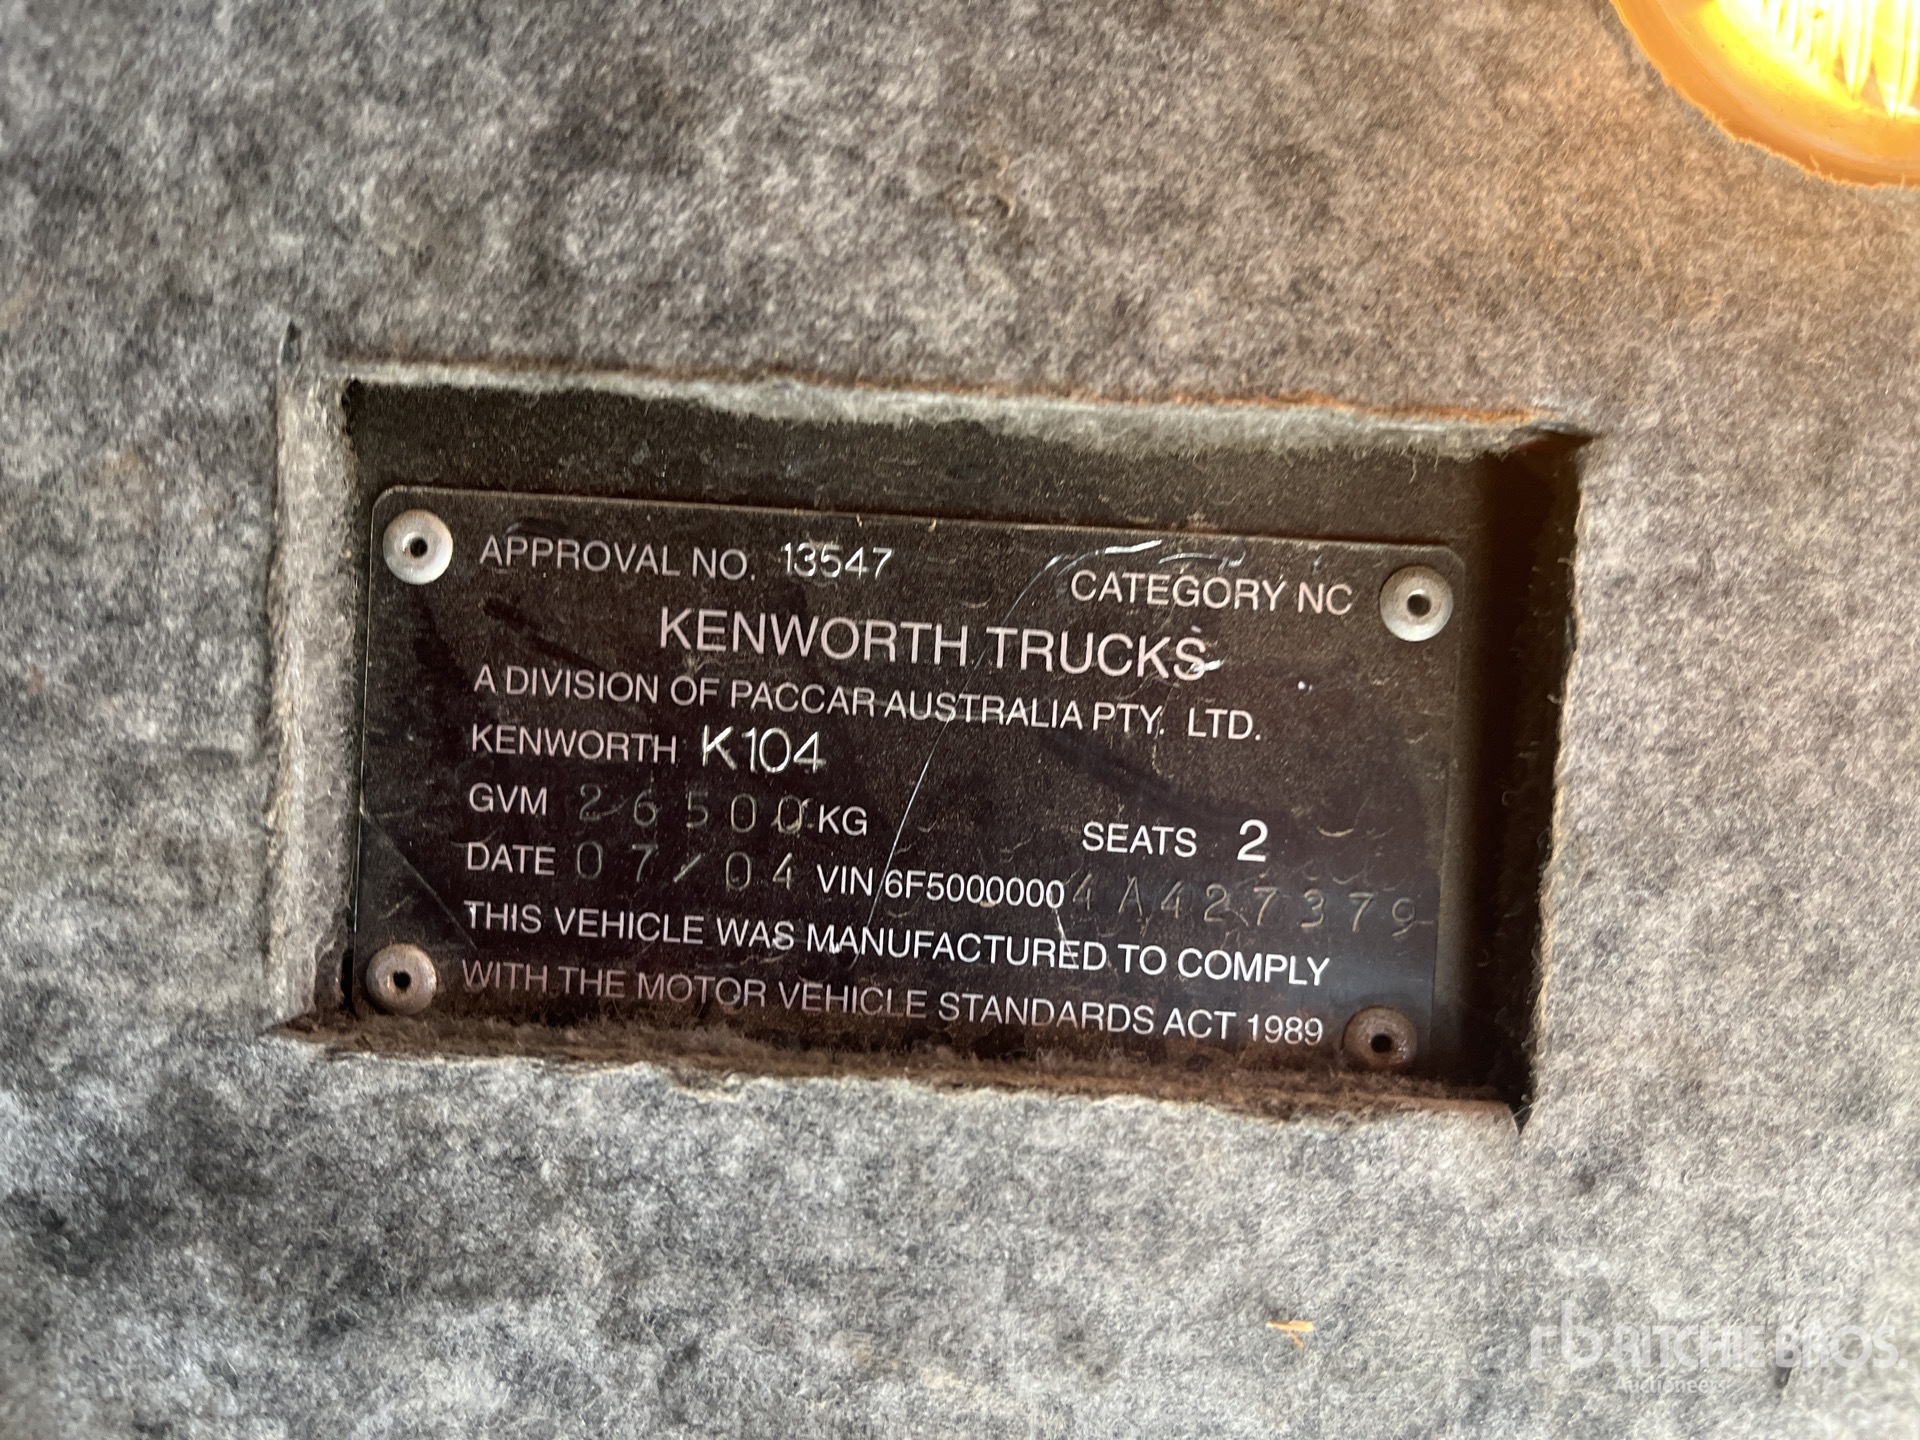 APPROVAL NO. 13547 CATEGORY NC
KENWORTH TRUCKS
A DIVISION OF PACCAR AUSTRALIA PTY. LTD.
KENWORTH K104
GVM 26500 KG SEATS 2
DATE 07/04 VIN 6F50000004A427379
THIS VEHICLE WAS MANUFACTURED TO COMPLY
WITH THE MOTOR VEHICLE STANDARDS ACT 1989
rb RITCHIE BROS.
Auctioneers